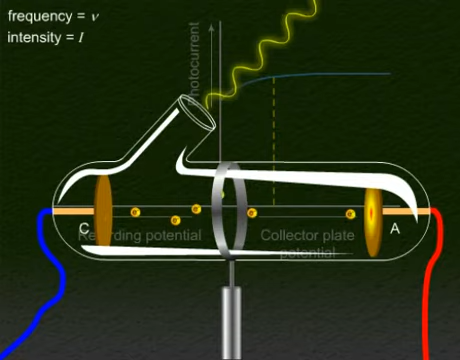 frequency = ν
intensity = I
photocurrent
C
A
Retarding potential
Collector plate
potential